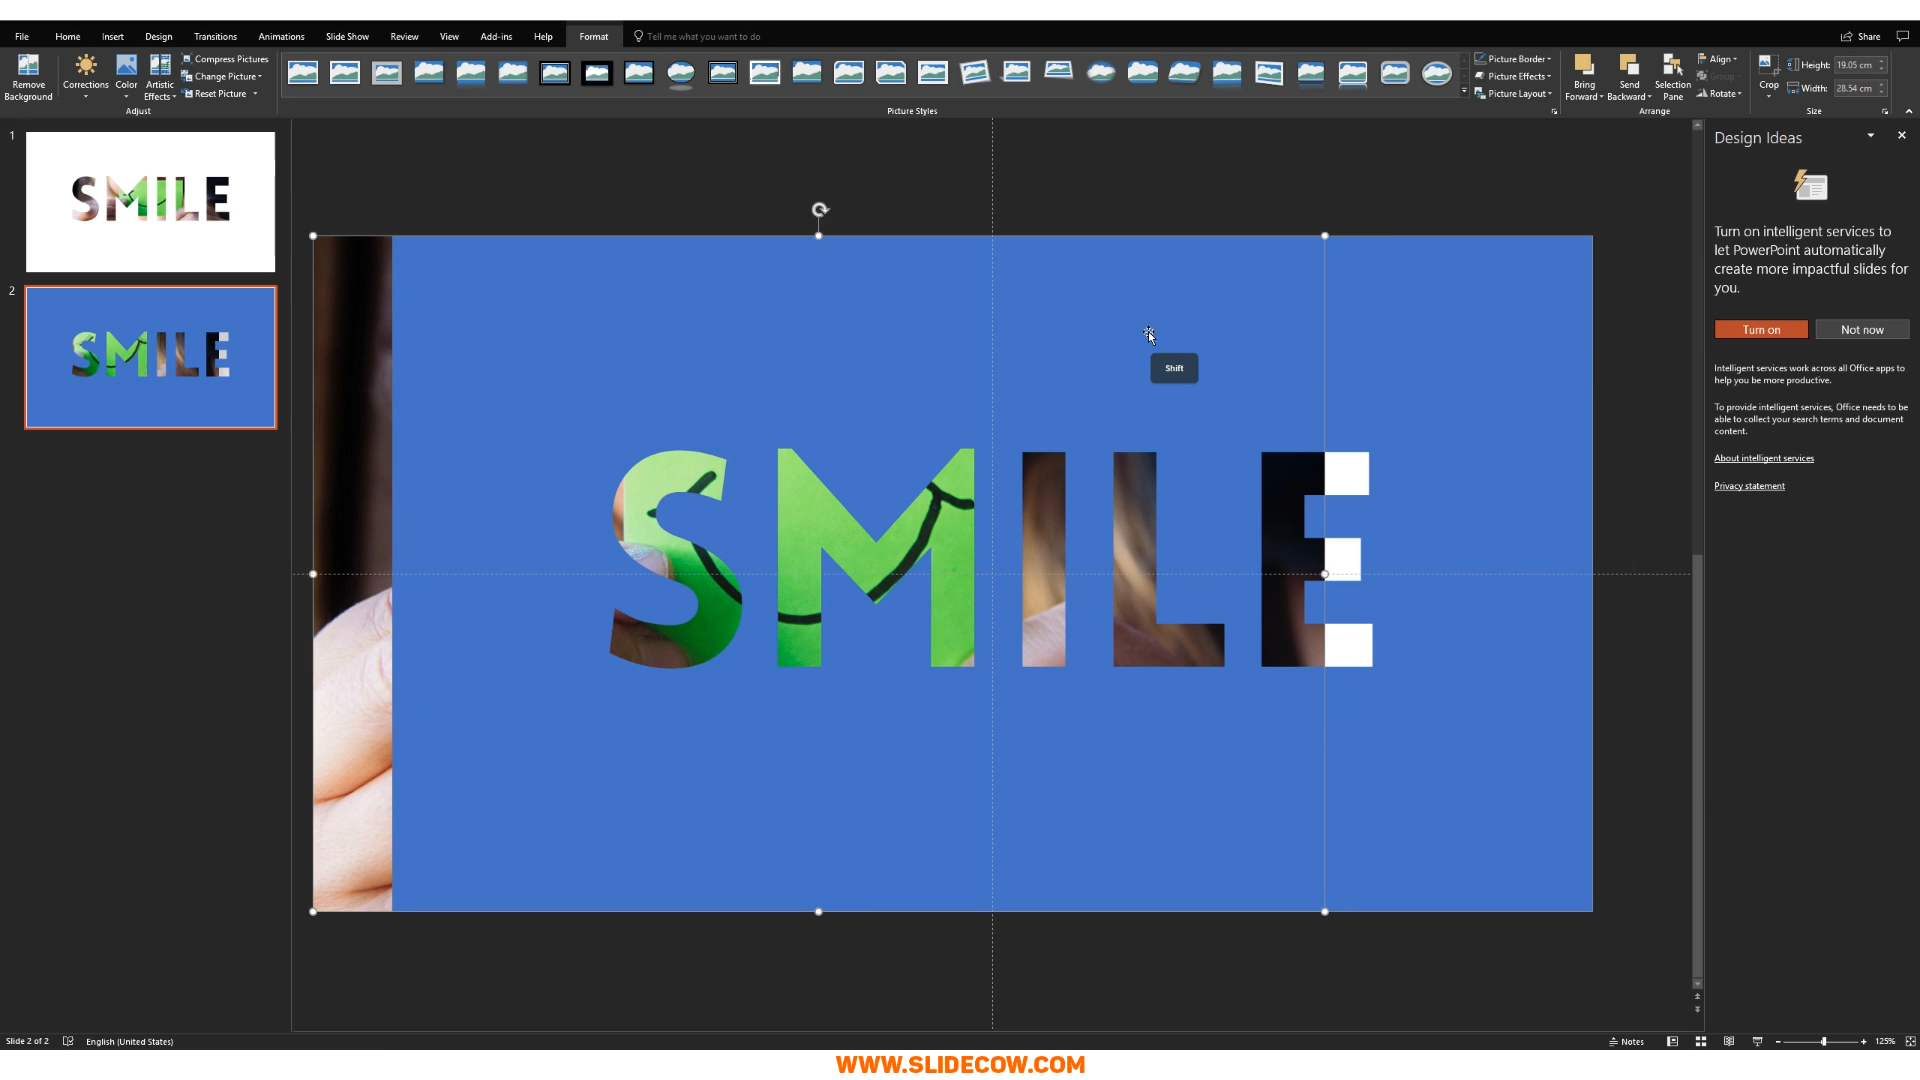 File Home Insert Design Transitions Animations Slide Show Review View Add-ins Help Format Tell me what you want to do Share
Remove Background
Corrections
Color
Artistic Effects
Compress Pictures
Change Picture
Reset Picture
Adjust
Picture Styles
Picture Border
Picture Effects
Picture Layout
Bring Forward
Send Backward
Selection Pane
Align
Group
Rotate
Arrange
Crop
Height: 19.05 cm
Width: 28.54 cm
Size
1
SMILE
2
SMILE
Shift
SMILE
Design Ideas
Turn on intelligent services to
let PowerPoint automatically
create more impactful slides for
you.
Turn on Not now
Intelligent services work across all Office apps to
help you be more productive.
To provide intelligent services, Office needs to be
able to collect your search terms and document
content.
About intelligent services
Privacy statement
Slide 2 of 2 English (United States) Notes 125%
WWW.SLIDECOW.COM